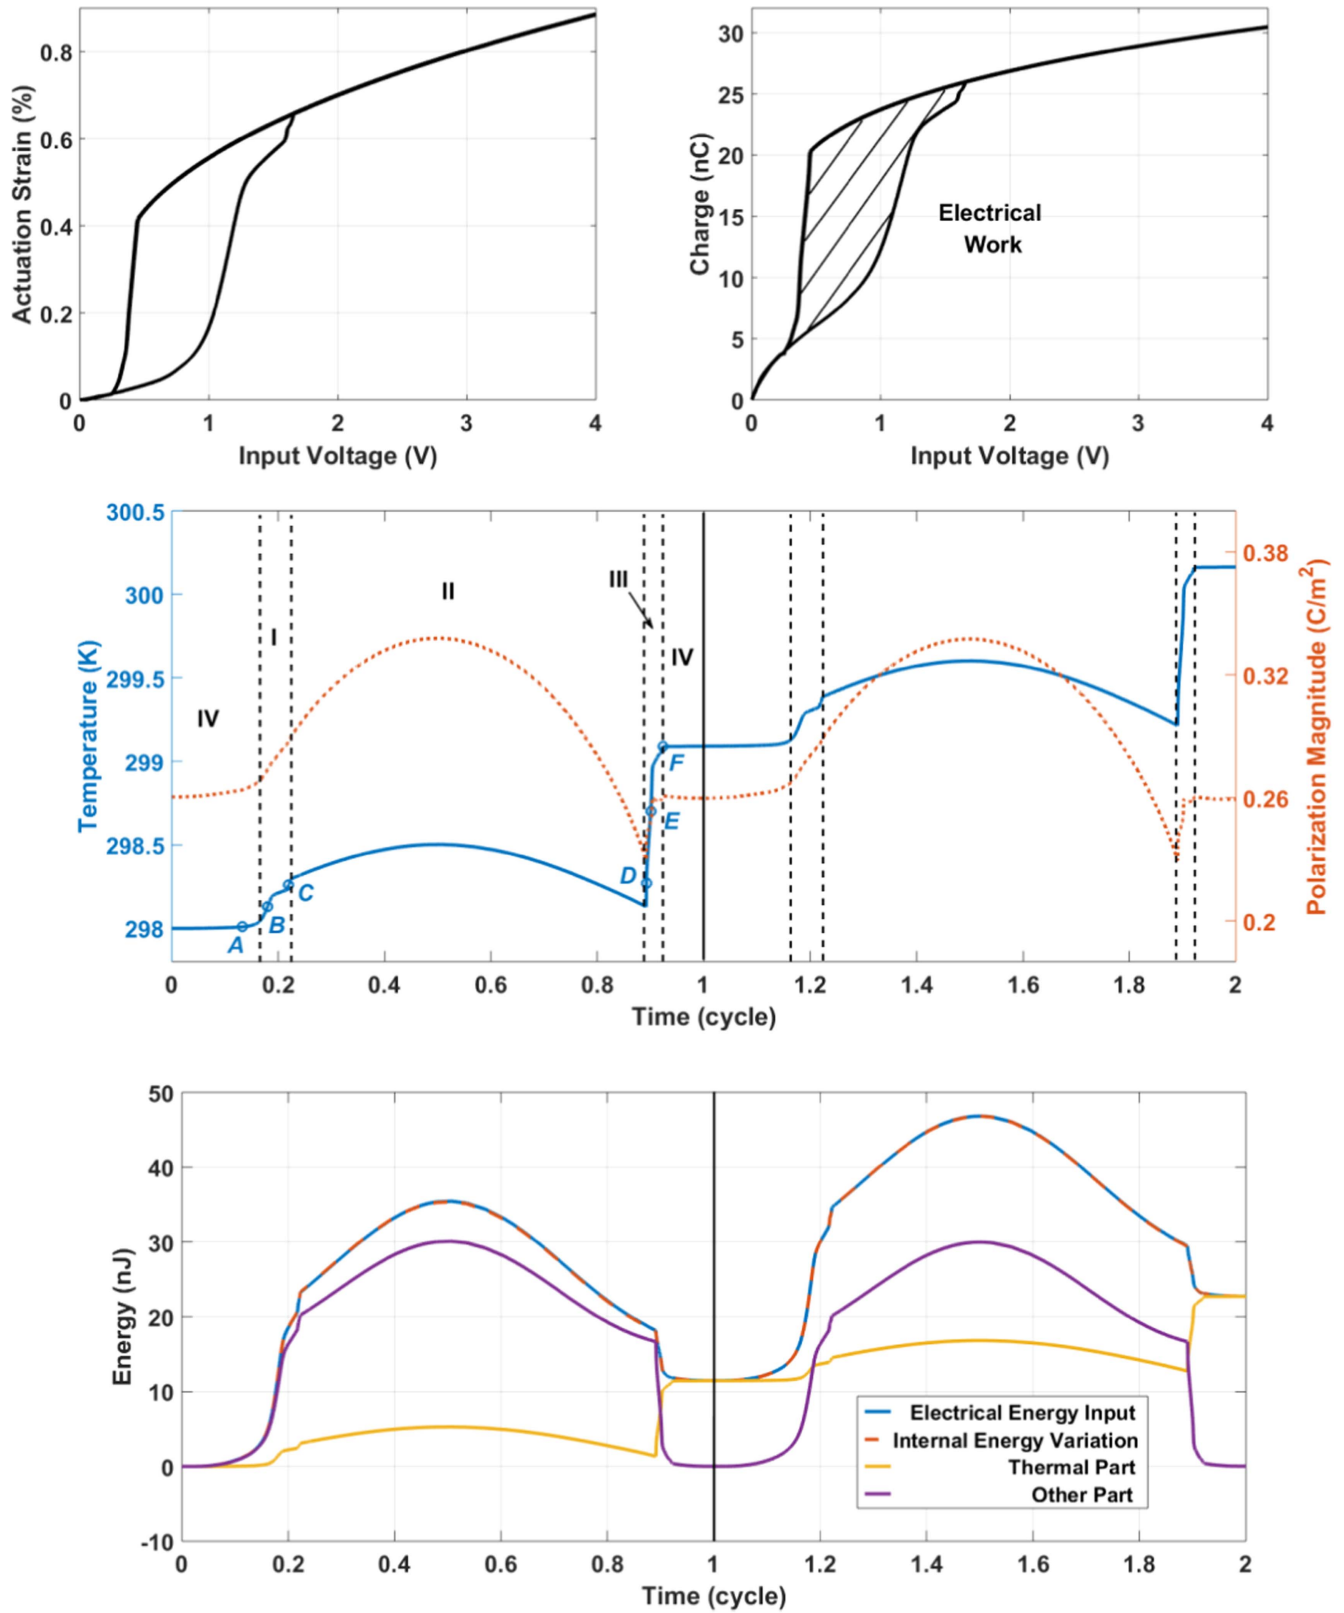 0.8
0.6
0.4
0.2
0
Actuation Strain (%)
0 1 2 3 4
Input Voltage (V)
30
25
20
15
10
5
0
Charge (nC)
Electrical
Work
0 1 2 3 4
Input Voltage (V)
300.5
300
299.5
299
298.5
298
Temperature (K)
IV
I
II
III
IV
A
B
C
D
E
F
0.38
0.32
0.26
0.2
Polarization Magnitude (C/m²)
0 0.2 0.4 0.6 0.8 1 1.2 1.4 1.6 1.8 2
Time (cycle)
50
40
30
20
10
0
-10
Energy (nJ)
Electrical Energy Input
Internal Energy Variation
Thermal Part
Other Part
0 0.2 0.4 0.6 0.8 1 1.2 1.4 1.6 1.8 2
Time (cycle)